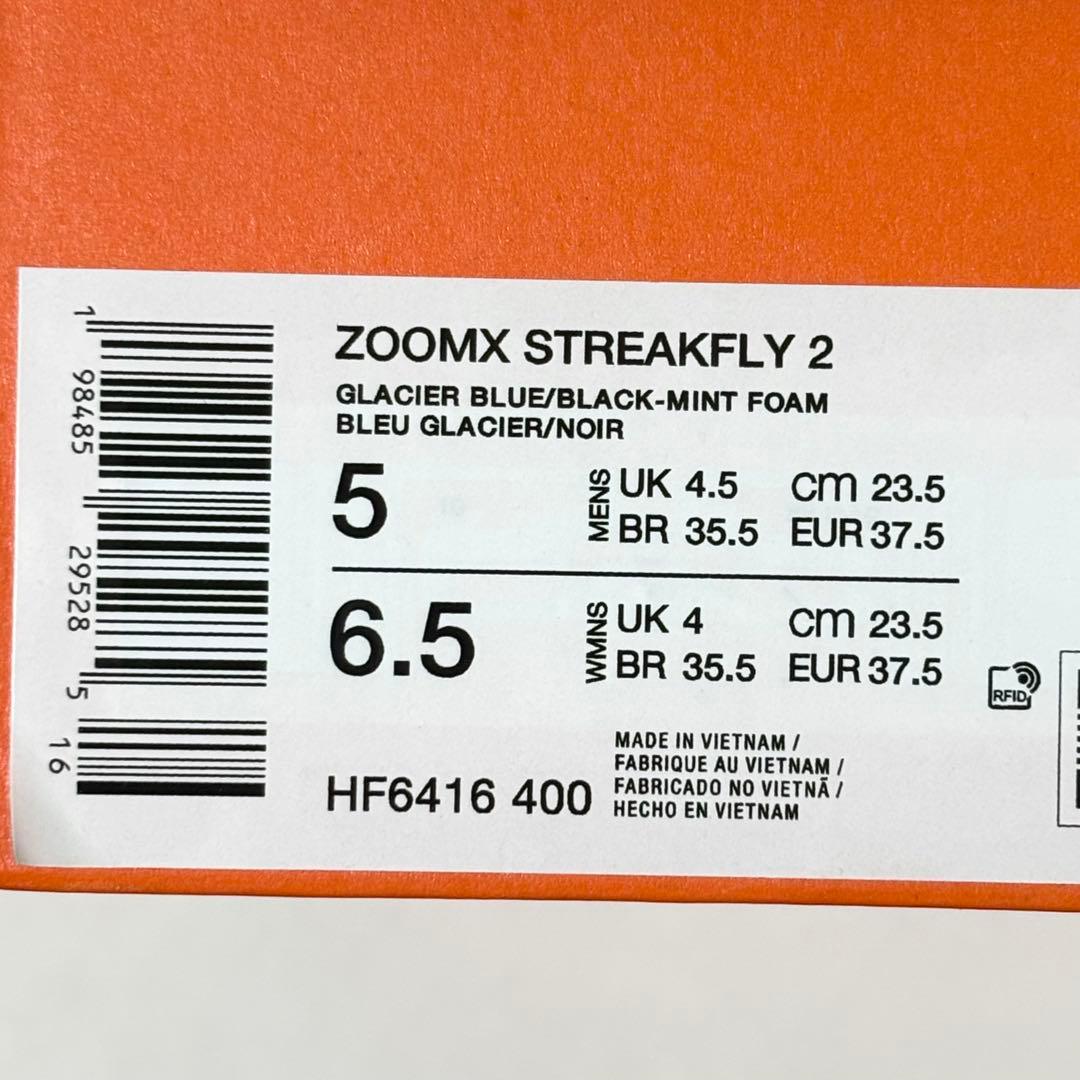 ZOOMX STREAKFLY 2
GLACIER BLUE/BLACK-MINT FOAM
BLEU GLACIER/NOIR
5
MENS
UK 4.5 CM 23.5
BR 35.5 EUR 37.5
6.5
WMNS
UK 4 CM 23.5
BR 35.5 EUR 37.5
RFID
HF6416 400
MADE IN VIETNAM /
FABRIQUE AU VIETNAM /
FABRICADO NO VIETNÃ /
HECHO EN VIETNAM
1 98485 29528 5 16